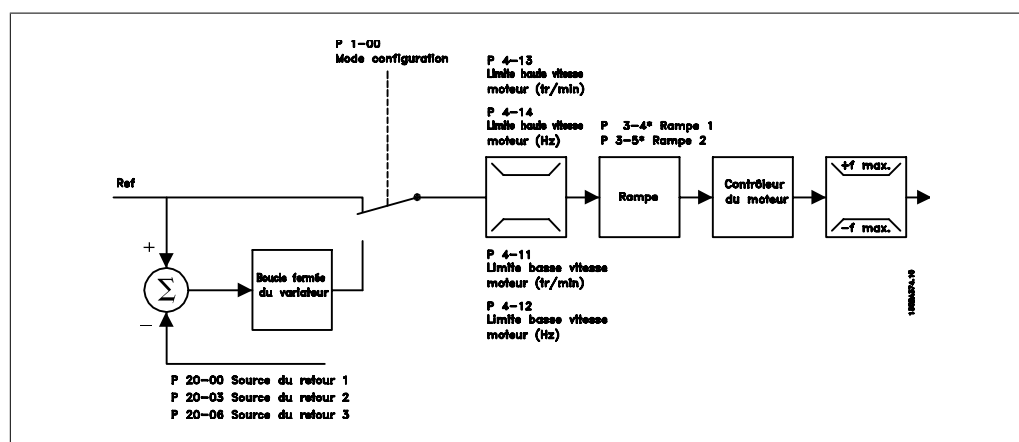 P 1-00
Mode configuration
P 4-13
Limite haute vitesse
moteur (tr/min)
P 4-14
Limite haute vitesse
moteur (Hz)
P 3-4* Rampe 1
P 3-5* Rampe 2
Ref
Rampe
Contrôleur
du moteur
+f max.
-f max.
+
Σ
−
Boucle fermée
du variateur
P 4-11
Limite basse vitesse
moteur (tr/min)
P 4-12
Limite basse vitesse
moteur (Hz)
P 20-00 Source du retour 1
P 20-03 Source du retour 2
P 20-06 Source du retour 3